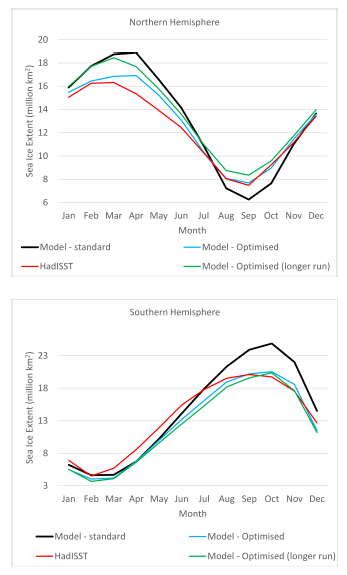 Northern Hemisphere
Sea Ice Extent (million km²)
20
18
16
14
12
10
8
6
Jan Feb Mar Apr May Jun Jul Aug Sep Oct Nov Dec
Month
Model - standard
Model - Optimised
HadISST
Model - Optimised (longer run)
Southern Hemisphere
Sea Ice Extent (million km²)
23
18
13
8
3
Jan Feb Mar Apr May Jun Jul Aug Sep Oct Nov Dec
Month
Model - standard
Model - Optimised
HadISST
Model - Optimised (longer run)